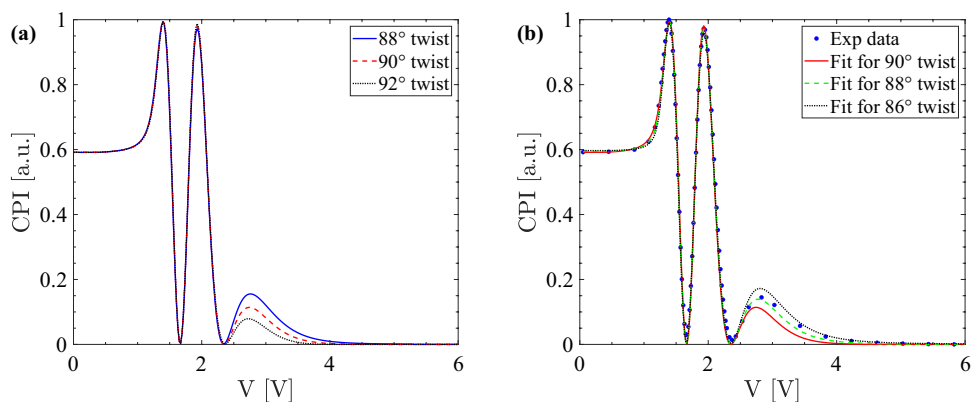 (a)
CPI [a.u.]
1
0.8
0.6
0.4
0.2
0
0
2
4
6
V [V]
88° twist
90° twist
92° twist
(b)
CPI [a.u.]
1
0.8
0.6
0.4
0.2
0
0
2
4
6
V [V]
Exp data
Fit for 90° twist
Fit for 88° twist
Fit for 86° twist